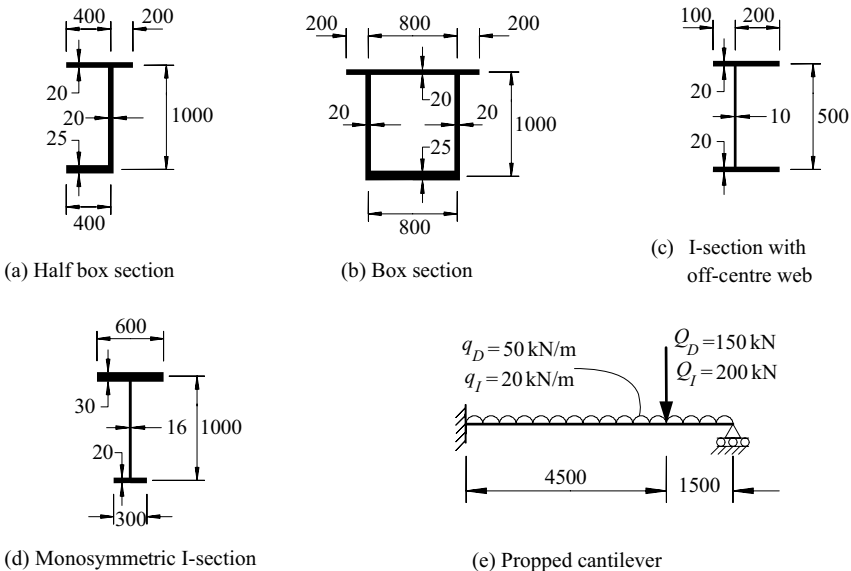 400 200
20
20
25
1000
400
(a) Half box section
200 800 200
20
20 20
25
1000
800
(b) Box section
100 200
20
10
20
500
(c) I-section with
off-centre web
600
30
16 1000
20
300
(d) Monosymmetric I-section
q_D = 50 kN/m
q_I = 20 kN/m
Q_D = 150 kN
Q_I = 200 kN
4500 1500
(e) Propped cantilever